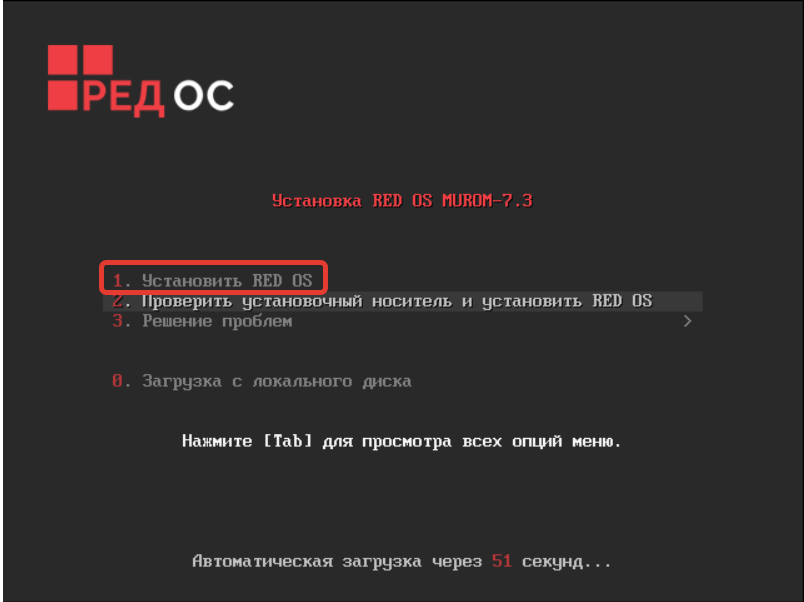 РЕД ОС
Установка RED OS MUROM-7.3
1. Установить RED OS
2. Проверить установочный носитель и установить RED OS
3. Решение проблем >
0. Загрузка с локального диска
Нажмите [Tab] для просмотра всех опций меню.
Автоматическая загрузка через 51 секунд...